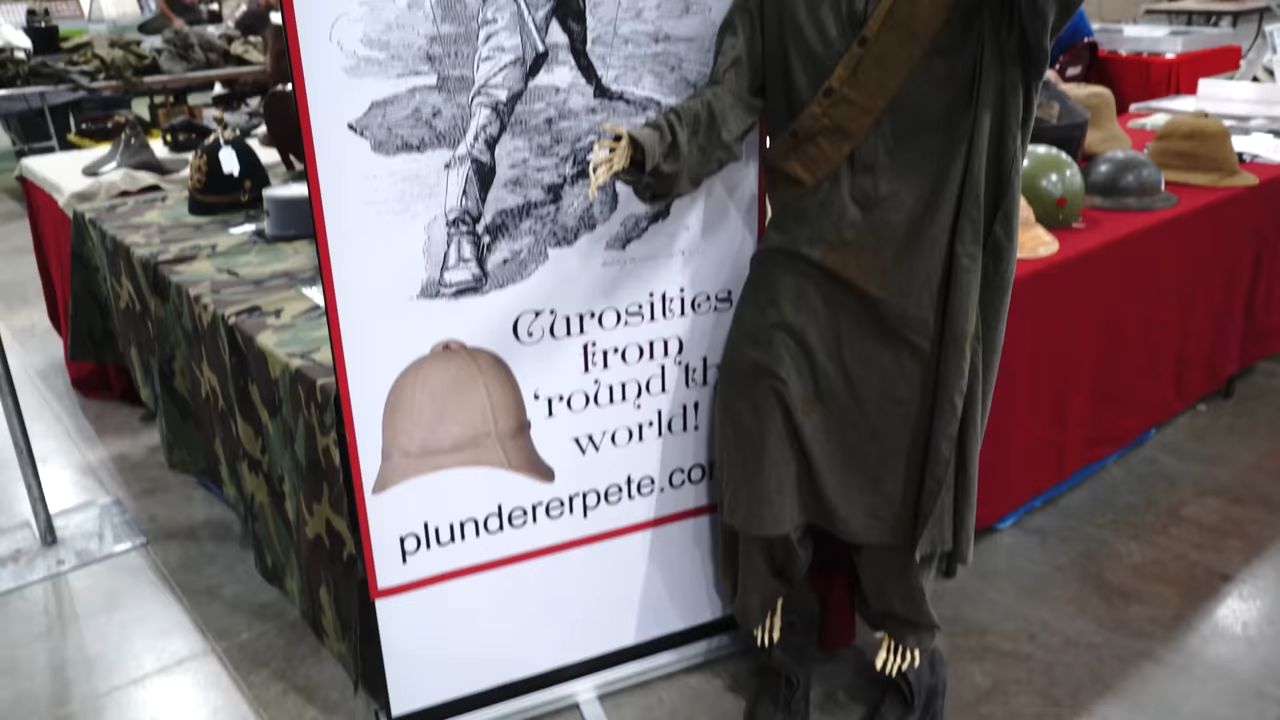 Curosities
from
'round th
world!
plundererpete.co